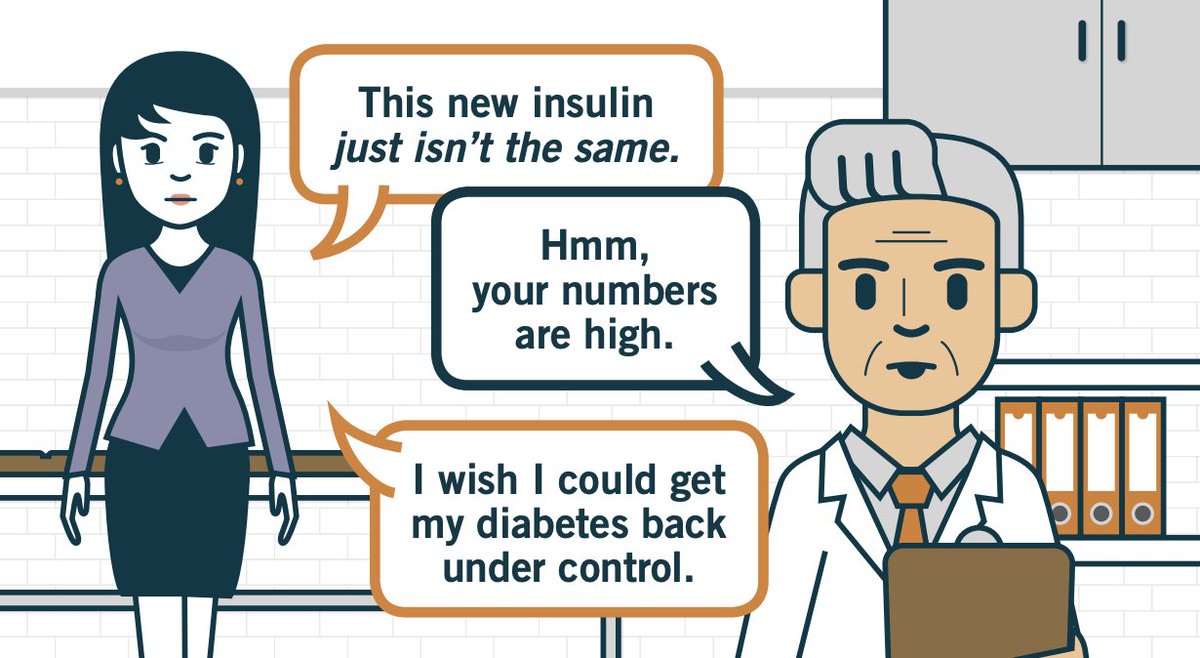 This new insulin
just isn't the same.
Hmm,
your numbers
are high.
I wish I could get
my diabetes back
under control.